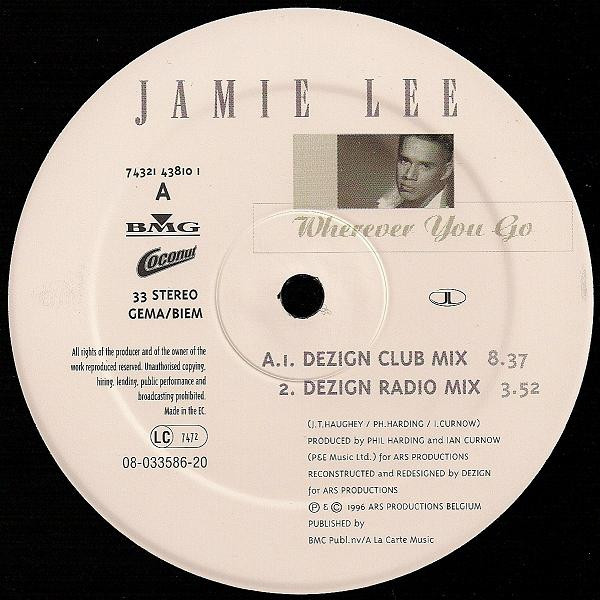 JAMIE LEE
74321 43810 1
A
BMG
Coconut
33 STEREO
GEMA/BIEM
Wherever You Go
JL
A.1. DEZIGN CLUB MIX 8.37
2. DEZIGN RADIO MIX 3.52
All rights of the producer and of the owner of the
work reproduced reserved. Unauthorised copying,
hiring, lending, public performance and
broadcasting prohibited.
Made in the EC.
LC 7472
08-033586-20
(J.T.HAUGHEY / PH.HARDING / I.CURNOW)
PRODUCED by PHIL HARDING and IAN CURNOW
(P&E Music Ltd.) for ARS PRODUCTIONS
RECONSTRUCTED and REDESIGNED by DEZIGN
for ARS PRODUCTIONS
℗ & © 1996 ARS PRODUCTIONS BELGIUM
PUBLISHED by
BMC Publ.nv/A La Carte Music